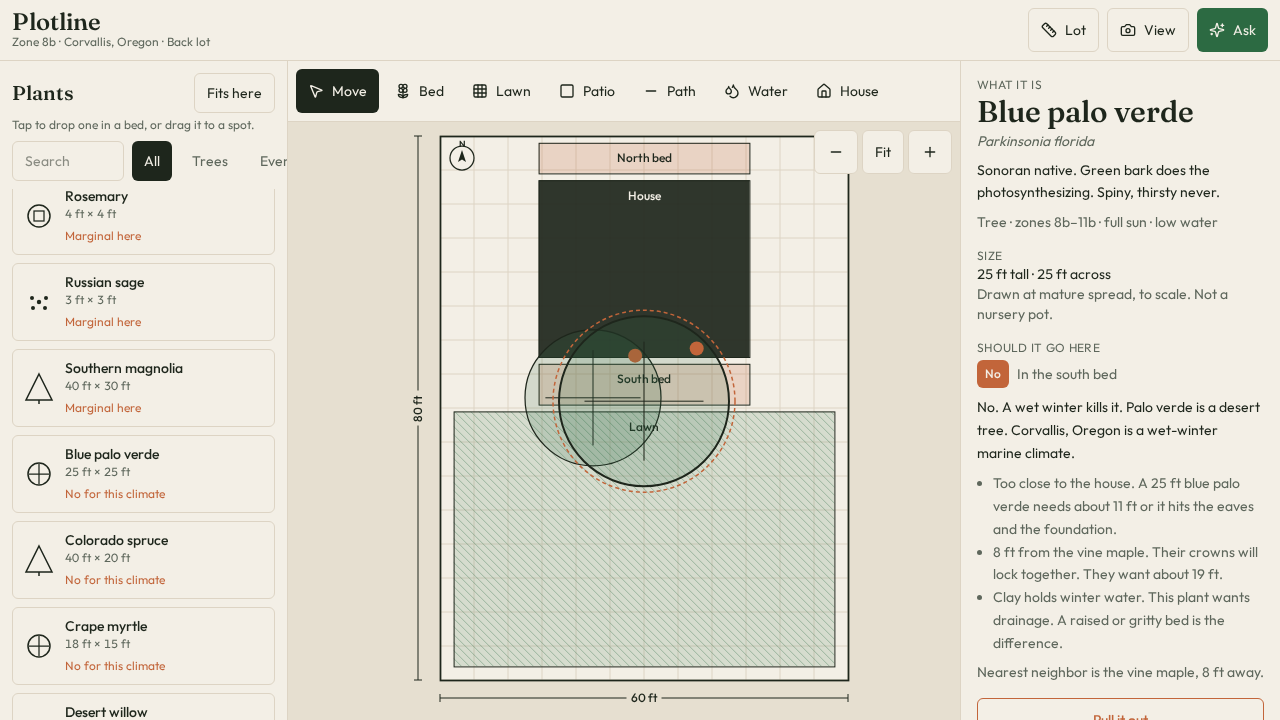 Plotline
Zone 8b · Corvallis, Oregon · Back lot
Lot
View
Ask
Plants
Fits here
Tap to drop one in a bed, or drag it to a spot.
Search
All
Trees
Ever
Rosemary
4 ft × 4 ft
Marginal here
Russian sage
3 ft × 3 ft
Marginal here
Southern magnolia
40 ft × 30 ft
Marginal here
Blue palo verde
25 ft × 25 ft
No for this climate
Colorado spruce
40 ft × 20 ft
No for this climate
Crape myrtle
18 ft × 15 ft
No for this climate
Desert willow
Move
Bed
Lawn
Patio
Path
Water
House
Fit
N
North bed
House
South bed
Lawn
80 ft
60 ft
WHAT IT IS
Blue palo verde
Parkinsonia florida
Sonoran native. Green bark does the
photosynthesizing. Spiny, thirsty never.
Tree · zones 8b–11b · full sun · low water
SIZE
25 ft tall · 25 ft across
Drawn at mature spread, to scale. Not a
nursery pot.
SHOULD IT GO HERE
No
In the south bed
No. A wet winter kills it. Palo verde is a desert
tree. Corvallis, Oregon is a wet-winter
marine climate.
• Too close to the house. A 25 ft blue palo
verde needs about 11 ft or it hits the eaves
and the foundation.
• 8 ft from the vine maple. Their crowns will
lock together. They want about 19 ft.
• Clay holds winter water. This plant wants
drainage. A raised or gritty bed is the
difference.
Nearest neighbor is the vine maple, 8 ft away.
Pull it out